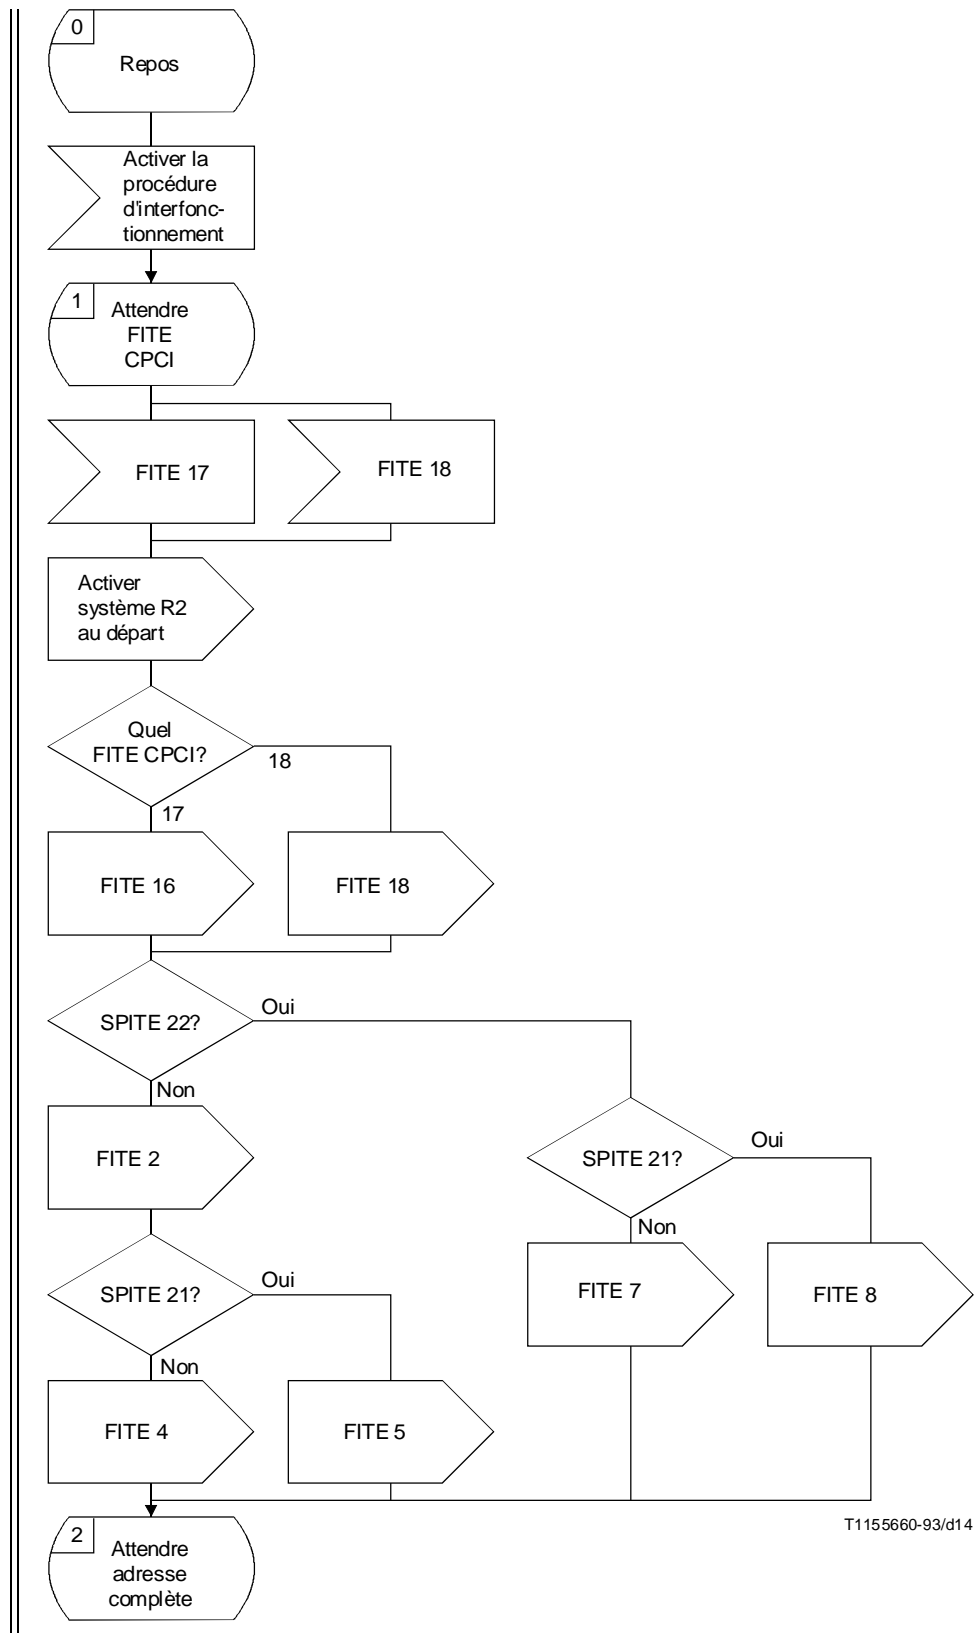 0
Repos
Activer la
procédure
d'interfonc-
tionnement
1
Attendre
FITE
CPCI
FITE 17
FITE 18
Activer
système R2
au départ
Quel
FITE CPCI?
18
17
FITE 16
FITE 18
SPITE 22?
Oui
Non
FITE 2
SPITE 21?
Oui
Non
FITE 7
FITE 8
SPITE 21?
Oui
Non
FITE 4
FITE 5
T1155660-93/d14
2
Attendre
adresse
complète